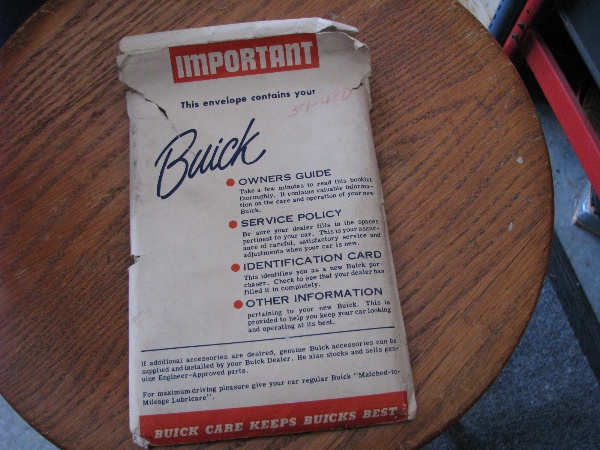 IMPORTANT
This envelope contains your
Buick
OWNERS GUIDE
Take a few minutes to read this booklet
thoroughly. It contains valuable informa-
tion on the care and operation of your new
Buick.
SERVICE POLICY
Be sure your dealer fills in the spaces
pertinent to your car. This is your assur-
ance of careful, satisfactory service and
adjustments when your car is new.
IDENTIFICATION CARD
This identifies you as a new Buick pur-
chaser. Check to see that your dealer has
filled it in completely.
OTHER INFORMATION
pertaining to your new Buick. This is
provided to help you keep your car looking
and operating at its best.
If additional accessories are desired, genuine Buick accessories can be
supplied and installed by your Buick Dealer. He also stocks and sells gen-
uine Engineer-Approved parts.
For maximum driving pleasure give your car regular Buick "Matched-to-
Mileage Lubricare".
BUICK CARE KEEPS BUICKS BEST